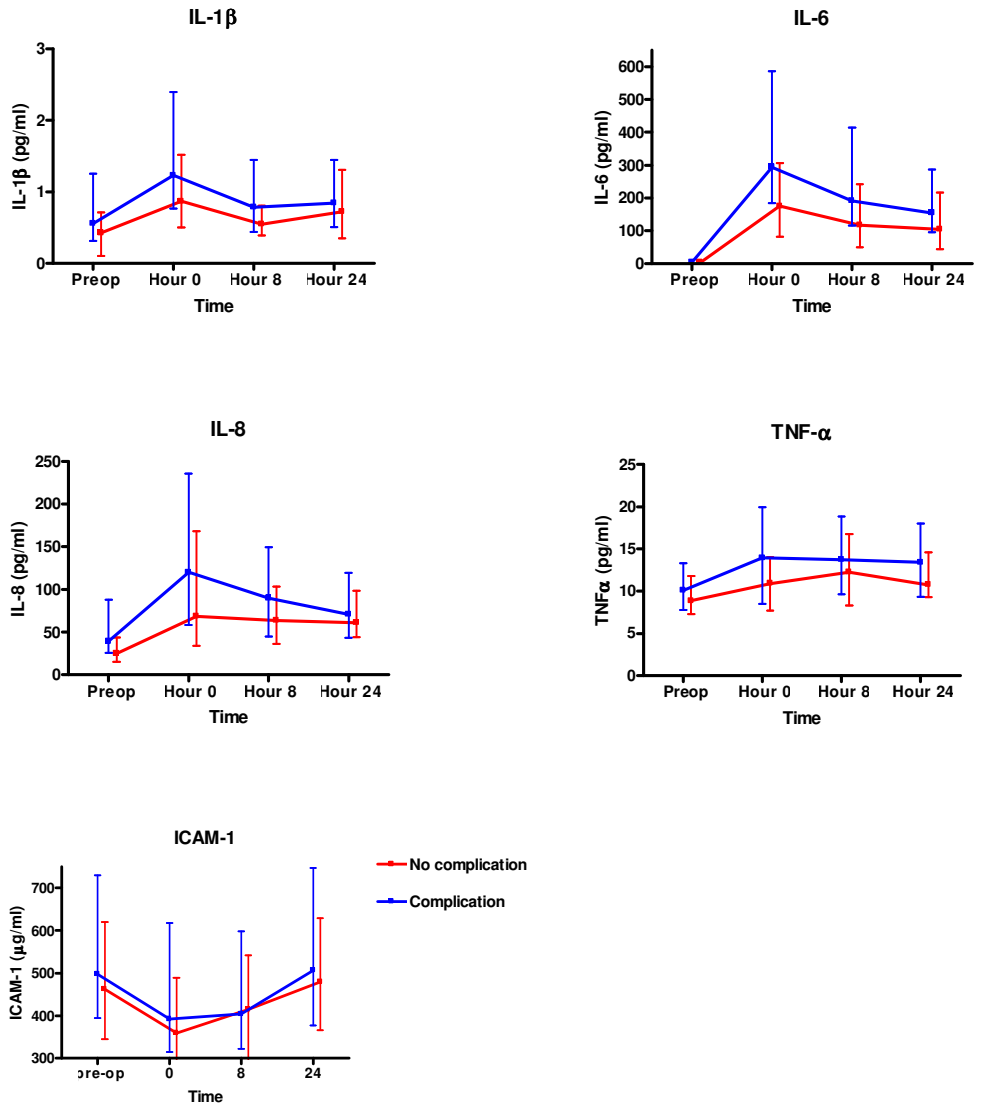 IL-1β
3
2
1
0
IL-1β (pg/ml)
Preop Hour 0 Hour 8 Hour 24
Time
IL-6
600
500
400
300
200
100
0
IL-6 (pg/ml)
Preop Hour 0 Hour 8 Hour 24
Time
IL-8
250
200
150
100
50
0
IL-8 (pg/ml)
Preop Hour 0 Hour 8 Hour 24
Time
TNF-α
25
20
15
10
5
0
TNFα (pg/ml)
Preop Hour 0 Hour 8 Hour 24
Time
ICAM-1
700
600
500
400
300
ICAM-1 (μg/ml)
pre-op 0 8 24
Time
No complication
Complication